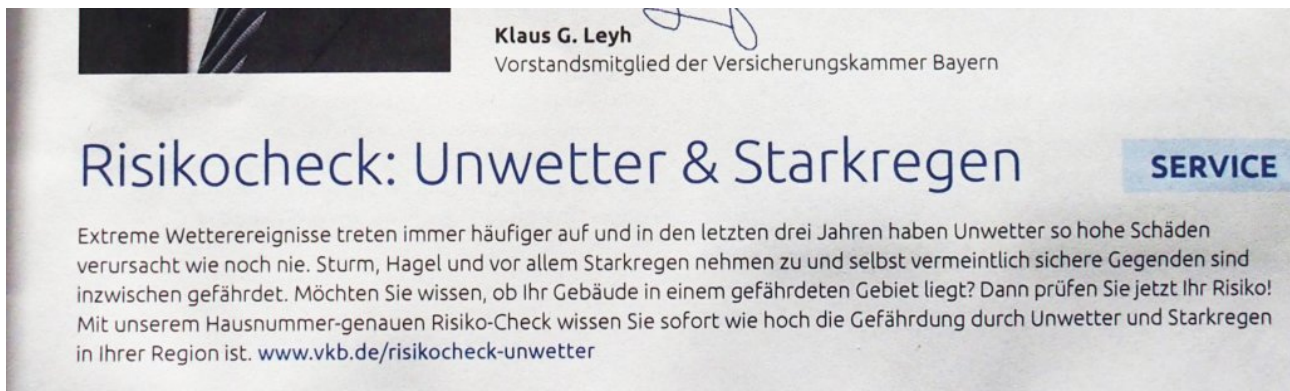 Klaus G. Leyh
Vorstandsmitglied der Versicherungskammer Bayern
Risikocheck: Unwetter & Starkregen
SERVICE
Extreme Wetterereignisse treten immer häufiger auf und in den letzten drei Jahren haben Unwetter so hohe Schäden
verursacht wie noch nie. Sturm, Hagel und vor allem Starkregen nehmen zu und selbst vermeintlich sichere Gegenden sind
inzwischen gefährdet. Möchten Sie wissen, ob Ihr Gebäude in einem gefährdeten Gebiet liegt? Dann prüfen Sie jetzt Ihr Risiko!
Mit unserem Hausnummer-genauen Risiko-Check wissen Sie sofort wie hoch die Gefährdung durch Unwetter und Starkregen
in Ihrer Region ist. www.vkb.de/risikocheck-unwetter